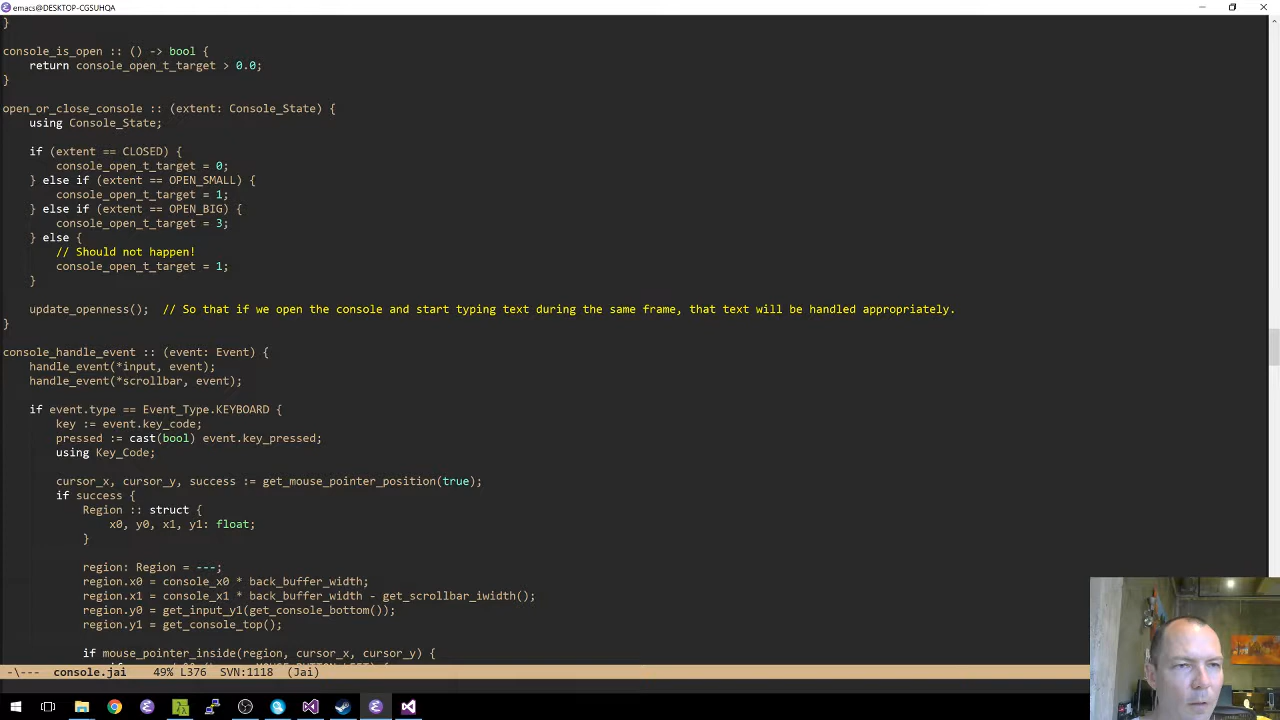 emacs@DESKTOP-CGSUHQA
}
console_is_open :: () -> bool {
    return console_open_t_target > 0.0;
}
open_or_close_console :: (extent: Console_State) {
    using Console_State;
    if (extent == CLOSED) {
        console_open_t_target = 0;
    } else if (extent == OPEN_SMALL) {
        console_open_t_target = 1;
    } else if (extent == OPEN_BIG) {
        console_open_t_target = 3;
    } else {
        // Should not happen!
        console_open_t_target = 1;
    }
    update_openness();  // So that if we open the console and start typing text during the same frame, that text will be handled appropriately.
}
console_handle_event :: (event: Event) {
    handle_event(*input, event);
    handle_event(*scrollbar, event);
    if event.type == Event_Type.KEYBOARD {
        key := event.key_code;
        pressed := cast(bool) event.key_pressed;
        using Key_Code;
        cursor_x, cursor_y, success := get_mouse_pointer_position(true);
        if success {
            Region :: struct {
                x0, y0, x1, y1: float;
            }
            region: Region = ---;
            region.x0 = console_x0 * back_buffer_width;
            region.x1 = console_x1 * back_buffer_width - get_scrollbar_iwidth();
            region.y0 = get_input_y1(get_console_bottom());
            region.y1 = get_console_top();
            if mouse_pointer_inside(region, cursor_x, cursor_y) {
-\--- console.jai 49% L376 SVN:1118 (Jai)